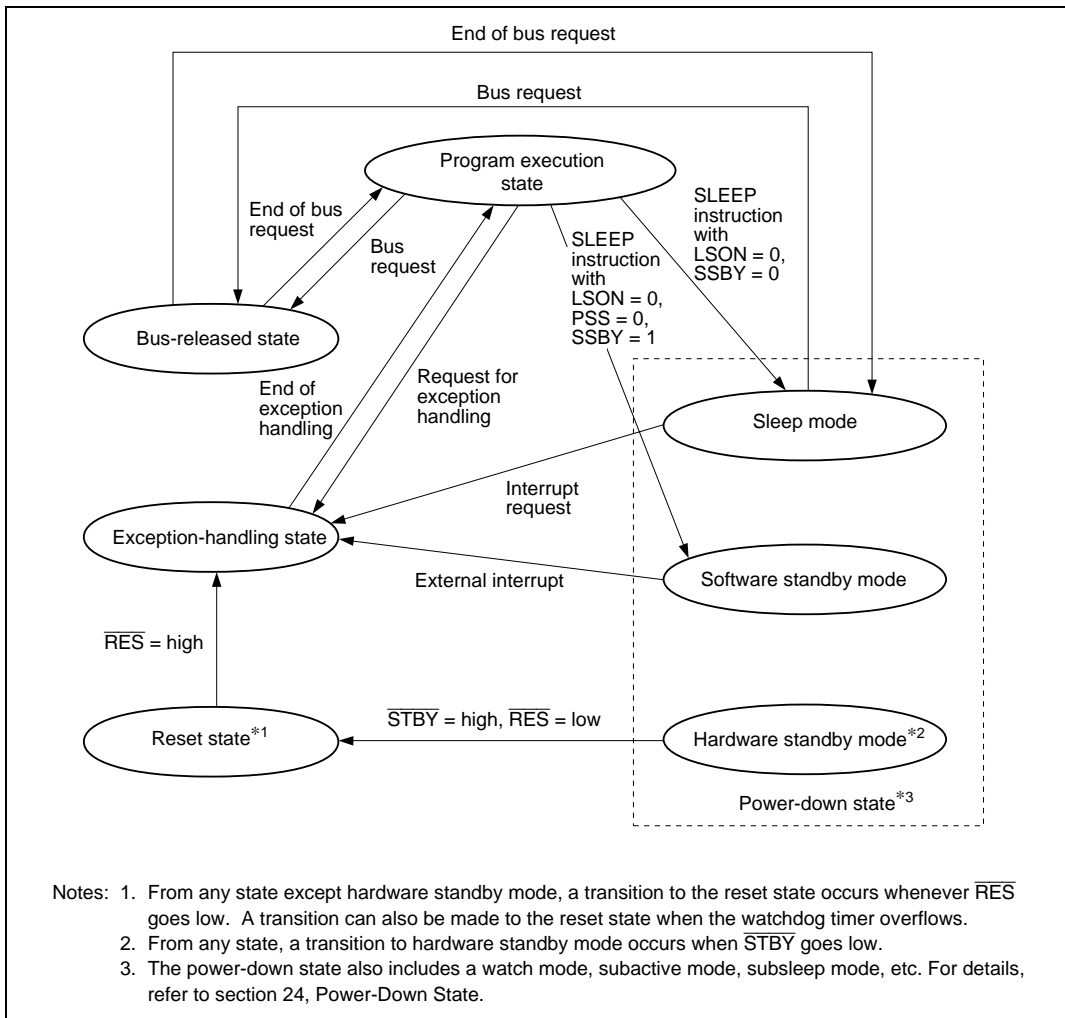 End of bus request
Bus request
Program execution
state
End of bus
request
Bus
request
SLEEP
instruction
with
LSON = 0,
PSS = 0,
SSBY = 1
SLEEP
instruction
with
LSON = 0,
SSBY = 0
Bus-released state
End of
exception
handling
Request for
exception
handling
Sleep mode
Interrupt
request
Exception-handling state
External interrupt
Software standby mode
RES = high
STBY = high, RES = low
Reset state*1
Hardware standby mode*2
Power-down state*3
Notes: 1. From any state except hardware standby mode, a transition to the reset state occurs whenever RES
goes low. A transition can also be made to the reset state when the watchdog timer overflows.
2. From any state, a transition to hardware standby mode occurs when STBY goes low.
3. The power-down state also includes a watch mode, subactive mode, subsleep mode, etc. For details,
refer to section 24, Power-Down State.